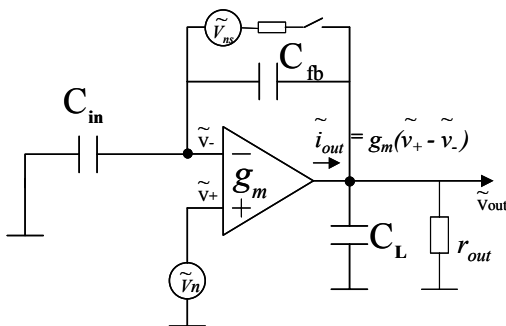 Ṽns
Cfb
Cin
ĩout = gm(ṽ+ - ṽ-)
ṽ-
−
gm
ṽ+
+
ṽout
CL
rout
Ṽn